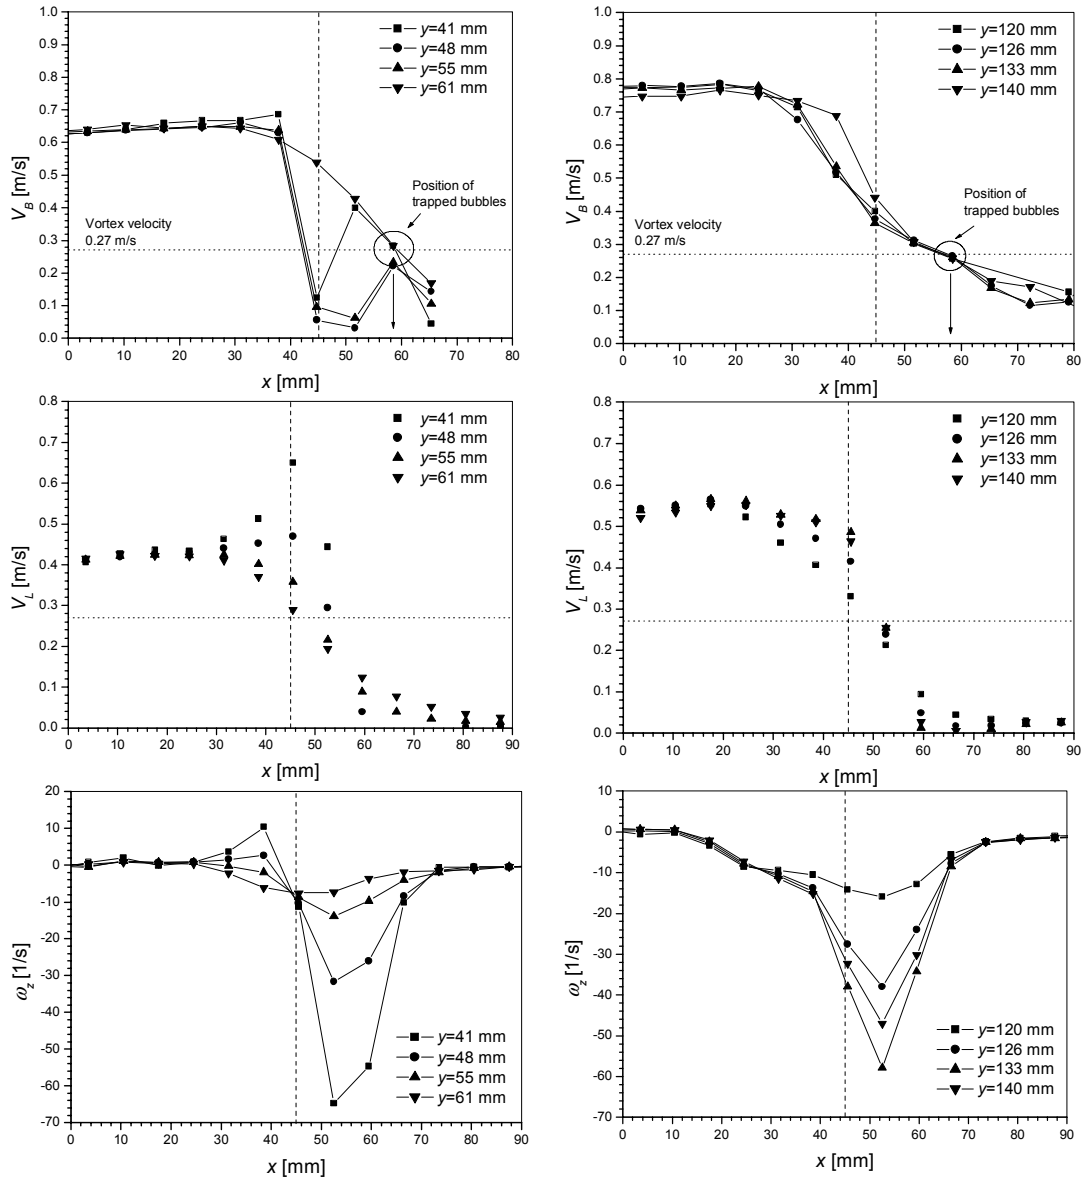 1.0
0.9
0.8
0.7
0.6
0.5
0.4
0.3
0.2
0.1
0.0
V_B [m/s]
y=41 mm
y=48 mm
y=55 mm
y=61 mm
Position of
trapped bubbles
Vortex velocity
0.27 m/s
0 10 20 30 40 50 60 70 80
x [mm]
1.0
0.9
0.8
0.7
0.6
0.5
0.4
0.3
0.2
0.1
0.0
V_B [m/s]
y=120 mm
y=126 mm
y=133 mm
y=140 mm
Position of
trapped bubbles
Vortex velocity
0.27 m/s
0 10 20 30 40 50 60 70 80
x [mm]
0.8
0.7
0.6
0.5
0.4
0.3
0.2
0.1
0.0
V_L [m/s]
y=41 mm
y=48 mm
y=55 mm
y=61 mm
0 10 20 30 40 50 60 70 80 90
x [mm]
0.8
0.7
0.6
0.5
0.4
0.3
0.2
0.1
0.0
V_L [m/s]
y=120 mm
y=126 mm
y=133 mm
y=140 mm
0 10 20 30 40 50 60 70 80 90
x [mm]
20
10
0
-10
-20
-30
-40
-50
-60
-70
ω_z [1/s]
y=41 mm
y=48 mm
y=55 mm
y=61 mm
0 10 20 30 40 50 60 70 80 90
x [mm]
10
0
-10
-20
-30
-40
-50
-60
-70
ω_z [1/s]
y=120 mm
y=126 mm
y=133 mm
y=140 mm
0 10 20 30 40 50 60 70 80 90
x [mm]